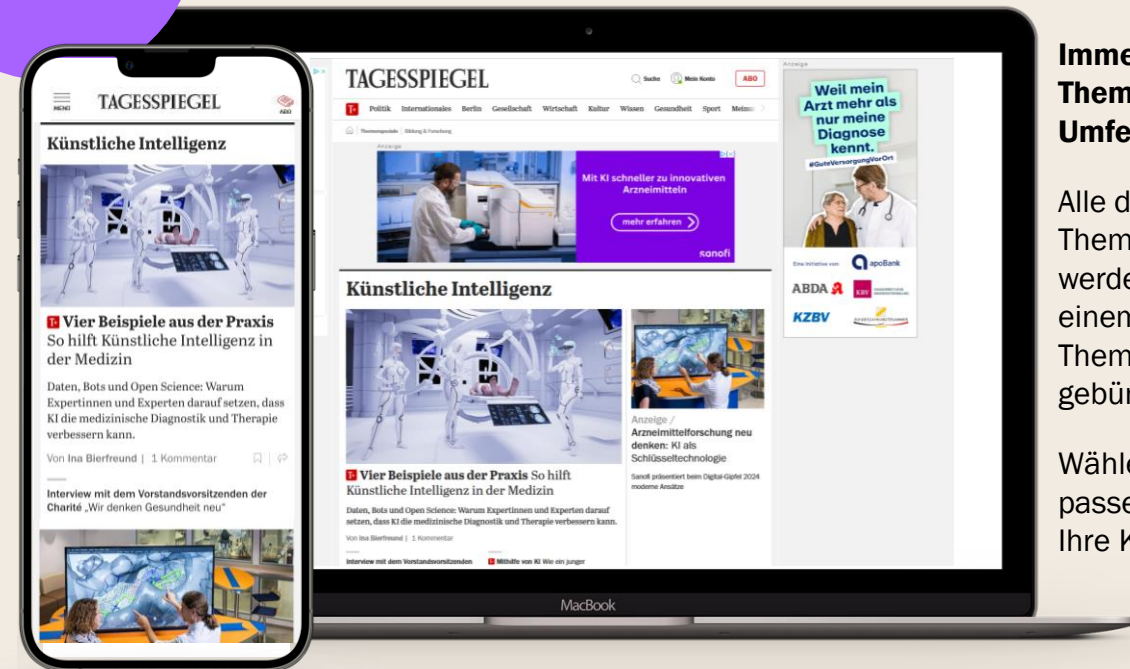 MENÜ
TAGESSPIEGEL
ABO
Künstliche Intelligenz
T+ Vier Beispiele aus der Praxis
So hilft Künstliche Intelligenz in
der Medizin
Daten, Bots und Open Science: Warum
Expertinnen und Experten darauf setzen, dass
KI die medizinische Diagnostik und Therapie
verbessern kann.
Von Ina Bierfreund | 1 Kommentar
Interview mit dem Vorstandsvorsitzenden der
Charité „Wir denken Gesundheit neu“
TAGESSPIEGEL
Suche Mein Konto ABO
T+ Politik Internationales Berlin Gesellschaft Wirtschaft Kultur Wissen Gesundheit Sport
Themenspeziale Bildung & Forschung
Anzeige
Mit KI schneller zu innovativen
Arzneimitteln
mehr erfahren
sanofi
Künstliche Intelligenz
T+ Vier Beispiele aus der Praxis So hilft
Künstliche Intelligenz in der Medizin
Daten, Bots und Open Science: Warum Expertinnen und Experten darauf
setzen, dass KI die medizinische Diagnostik und Therapie verbessern kann.
Von Ina Bierfreund | 1 Kommentar
Interview mit dem Vorstandsvorsitzenden
T+ Mithilfe von KI Wie ein junger
Anzeige /
Arzneimittelforschung neu
denken: KI als
Schlüsseltechnologie
Sanofi präsentiert beim Digital-Gipfel 2024
moderne Ansätze
Anzeige
Weil mein
Arzt mehr als
nur meine
Diagnose
kennt.
#GuteVersorgungVorOrt
Eine Initiative von:
apoBank
ABDA
KBV
KZBV
MacBook
Imme
Them
Umfe
Alle d
Them
werde
einem
Them
gebür
Wähle
passe
Ihre K